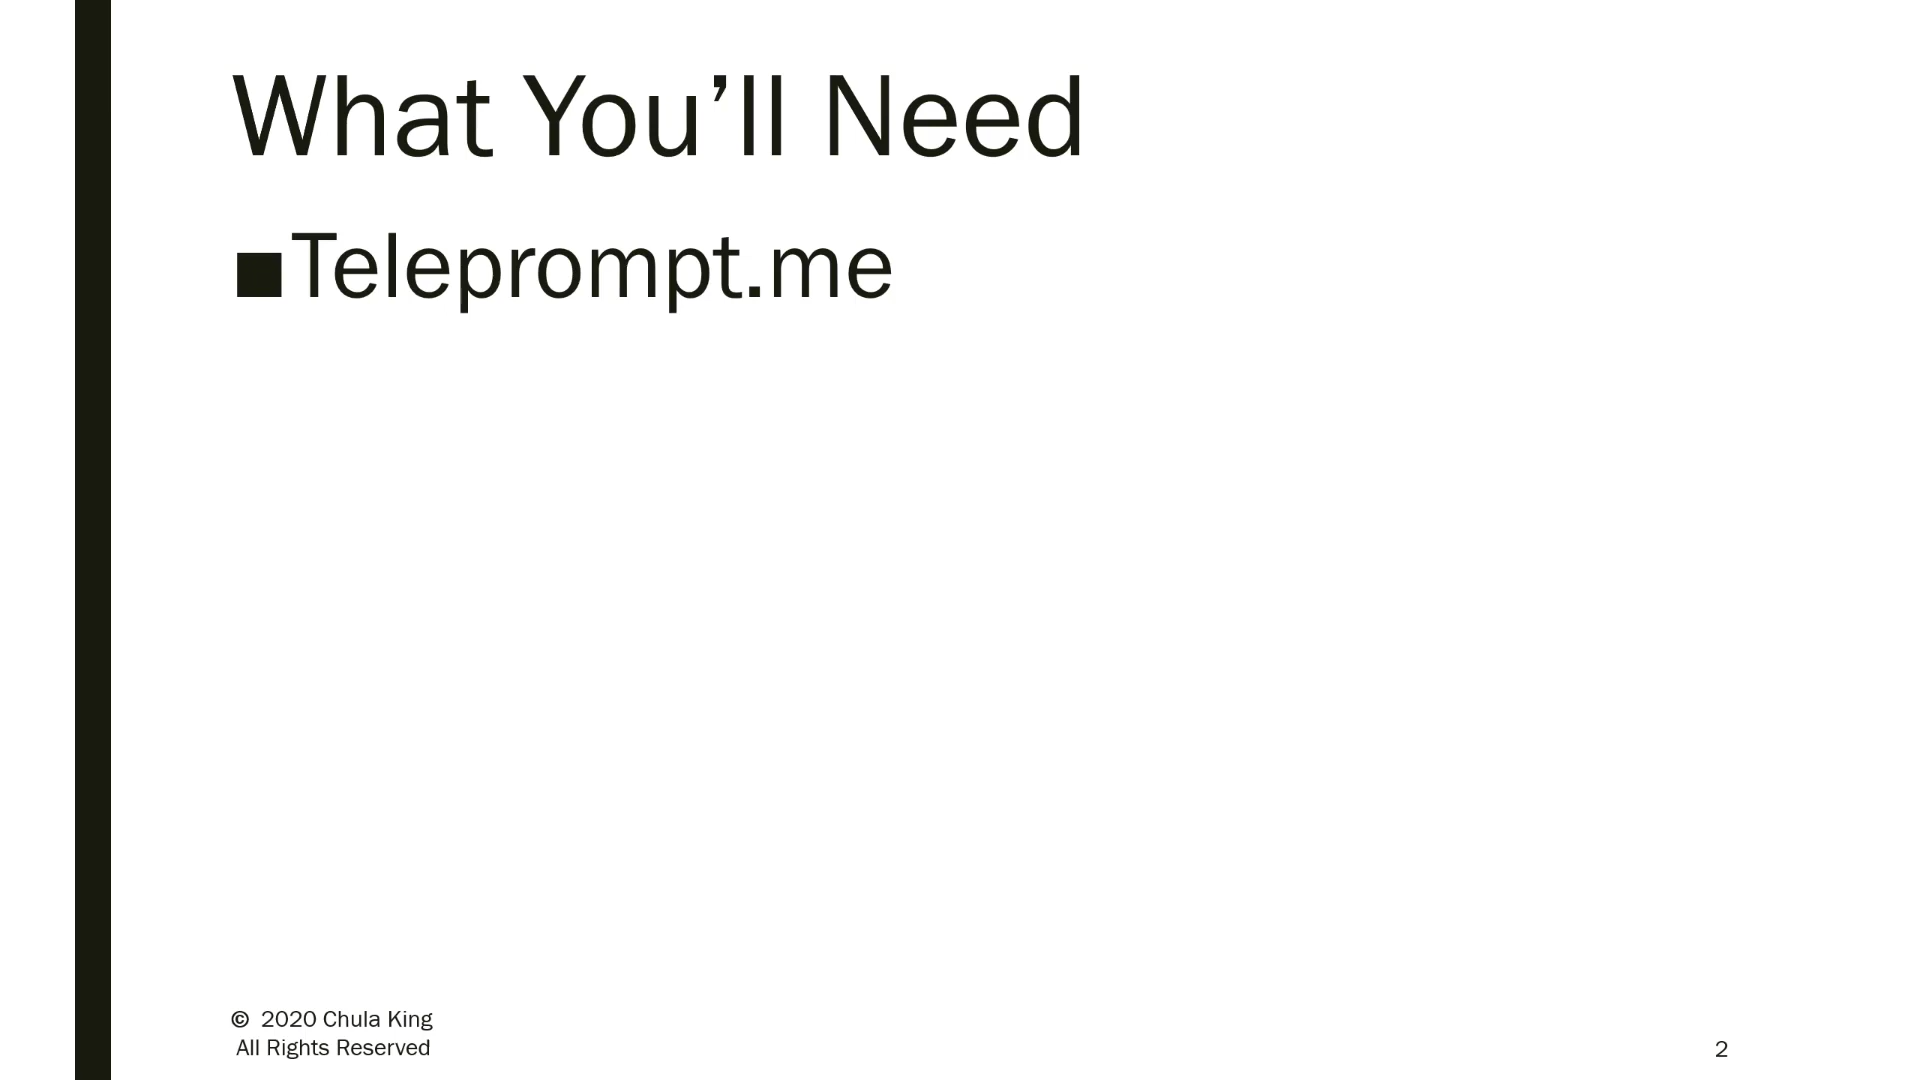 What You’ll Need
■Teleprompt.me
© 2020 Chula King
All Rights Reserved
2